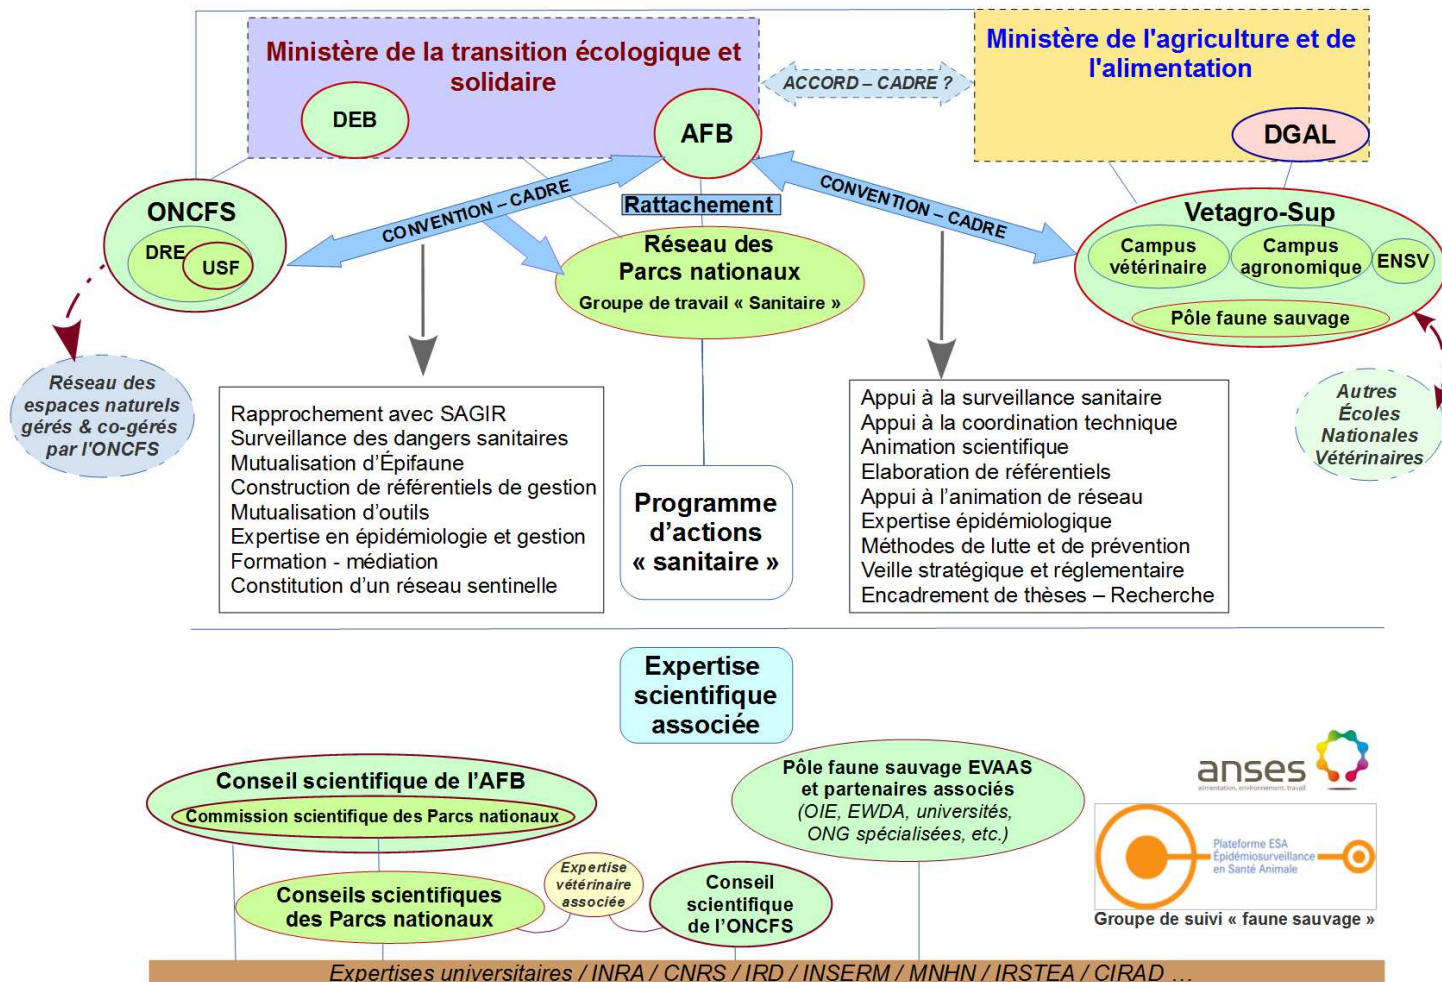 Ministère de la transition écologique et
solidaire
DEB
AFB
ACCORD – CADRE ?
Ministère de l'agriculture et de
l'alimentation
DGAL
ONCFS
DRE
USF
CONVENTION – CADRE
Rattachement
CONVENTION – CADRE
Réseau des
Parcs nationaux
Groupe de travail « Sanitaire »
Vetagro-Sup
Campus
vétérinaire
Campus
agronomique
ENSV
Pôle faune sauvage
Réseau des
espaces naturels
gérés & co-gérés
par l'ONCFS
Rapprochement avec SAGIR
Surveillance des dangers sanitaires
Mutualisation d’Épifaune
Construction de référentiels de gestion
Mutualisation d’outils
Expertise en épidémiologie et gestion
Formation - médiation
Constitution d’un réseau sentinelle
Programme
d’actions
« sanitaire »
Appui à la surveillance sanitaire
Appui à la coordination technique
Animation scientifique
Elaboration de référentiels
Appui à l’animation de réseau
Expertise épidémiologique
Méthodes de lutte et de prévention
Veille stratégique et réglementaire
Encadrement de thèses – Recherche
Autres
Écoles
Nationales
Vétérinaires
Expertise
scientifique
associée
Conseil scientifique de l’AFB
Commission scientifique des Parcs nationaux
Conseils scientifiques
des Parcs nationaux
Expertise
vétérinaire
associée
Conseil
scientifique
de l’ONCFS
Pôle faune sauvage EVAAS
et partenaires associés
(OIE, EWDA, universités,
ONG spécialisées, etc.)
anses
alimentation, environnement, travail
Plateforme ESA
Épidémiosurveillance
en Santé Animale
Groupe de suivi « faune sauvage »
Expertises universitaires / INRA / CNRS / IRD / INSERM / MNHN / IRSTEA / CIRAD ...